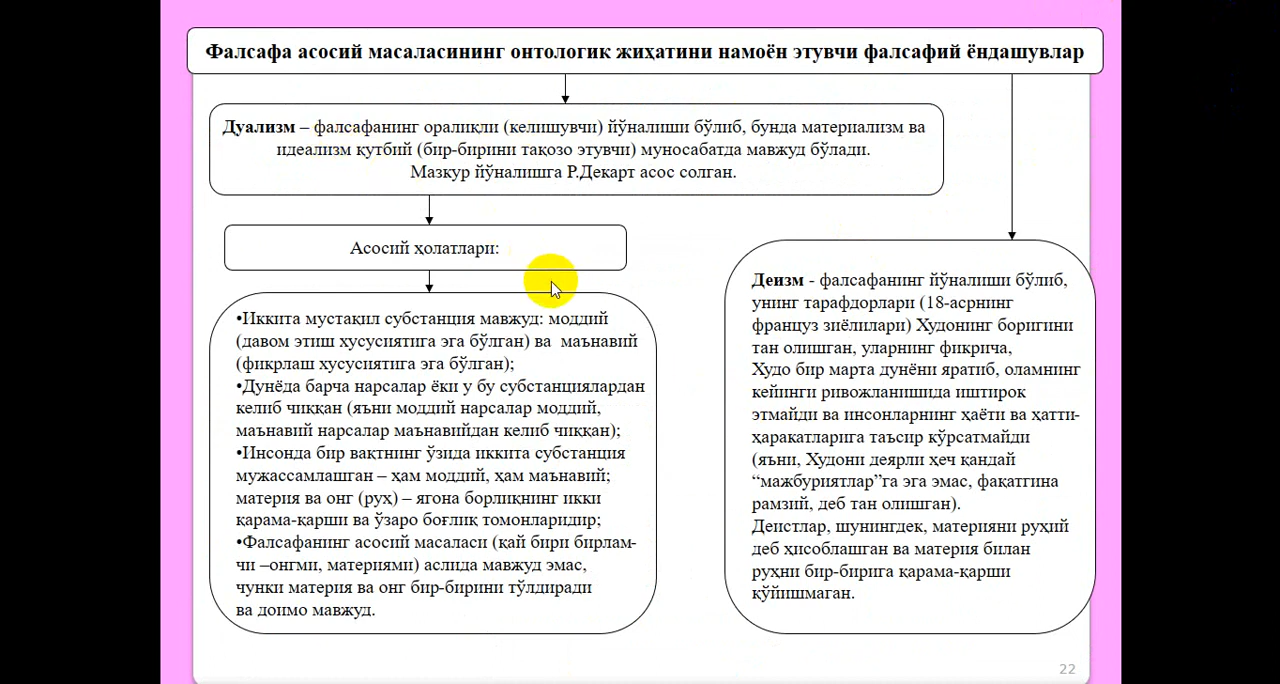 Фалсафа асосий масаласининг онтологик жиҳатини намоён этувчи фалсафий ёндашувлар
Дуализм – фалсафанинг оралиқли (келишувчи) йўналиши бўлиб, бунда материализм ва
идеализм қутбий (бир-бирини тақозо этувчи) муносабатда мавжуд бўлади.
Мазкур йўналишга Р.Декарт асос солган.
Асосий ҳолатлари:
•Иккита мустақил субстанция мавжуд: моддий
(давом этиш хусусиятига эга бўлган) ва маънавий
(фикрлаш хусусиятига эга бўлган);
•Дунёда барча нарсалар ёки у бу субстанциялардан
келиб чиққан (яъни моддий нарсалар моддий,
маънавий нарсалар маънавийдан келиб чиққан);
•Инсонда бир вақтнинг ўзида иккита субстанция
мужассамлашган – ҳам моддий, ҳам маънавий;
материя ва онг (руҳ) – ягона борлиқнинг икки
қарама-қарши ва ўзаро боғлиқ томонларидир;
•Фалсафанинг асосий масаласи (қай бири бирлам-
чи –онгми, материями) аслида мавжуд эмас,
чунки материя ва онг бир-бирини тўлдиради
ва доимо мавжуд.
Деизм - фалсафанинг йўналиши бўлиб,
унинг тарафдорлари (18-асрнинг
француз зиёлилари) Худонинг боригини
тан олишган, уларнинг фикрича,
Худо бир марта дунёни яратиб, оламнинг
кейинги ривожланишида иштирок
этмайди ва инсонларнинг ҳаёти ва ҳатти-
ҳаракатларига таъсир кўрсатмайди
(яъни, Худони деярли ҳеч қандай
“мажбуриятлар”га эга эмас, фақатгина
рамзий, деб тан олишган).
Деистлар, шунингдек, материяни руҳий
деб ҳисоблашган ва материя билан
руҳни бир-бирига қарама-қарши
қўйишмаган.
22